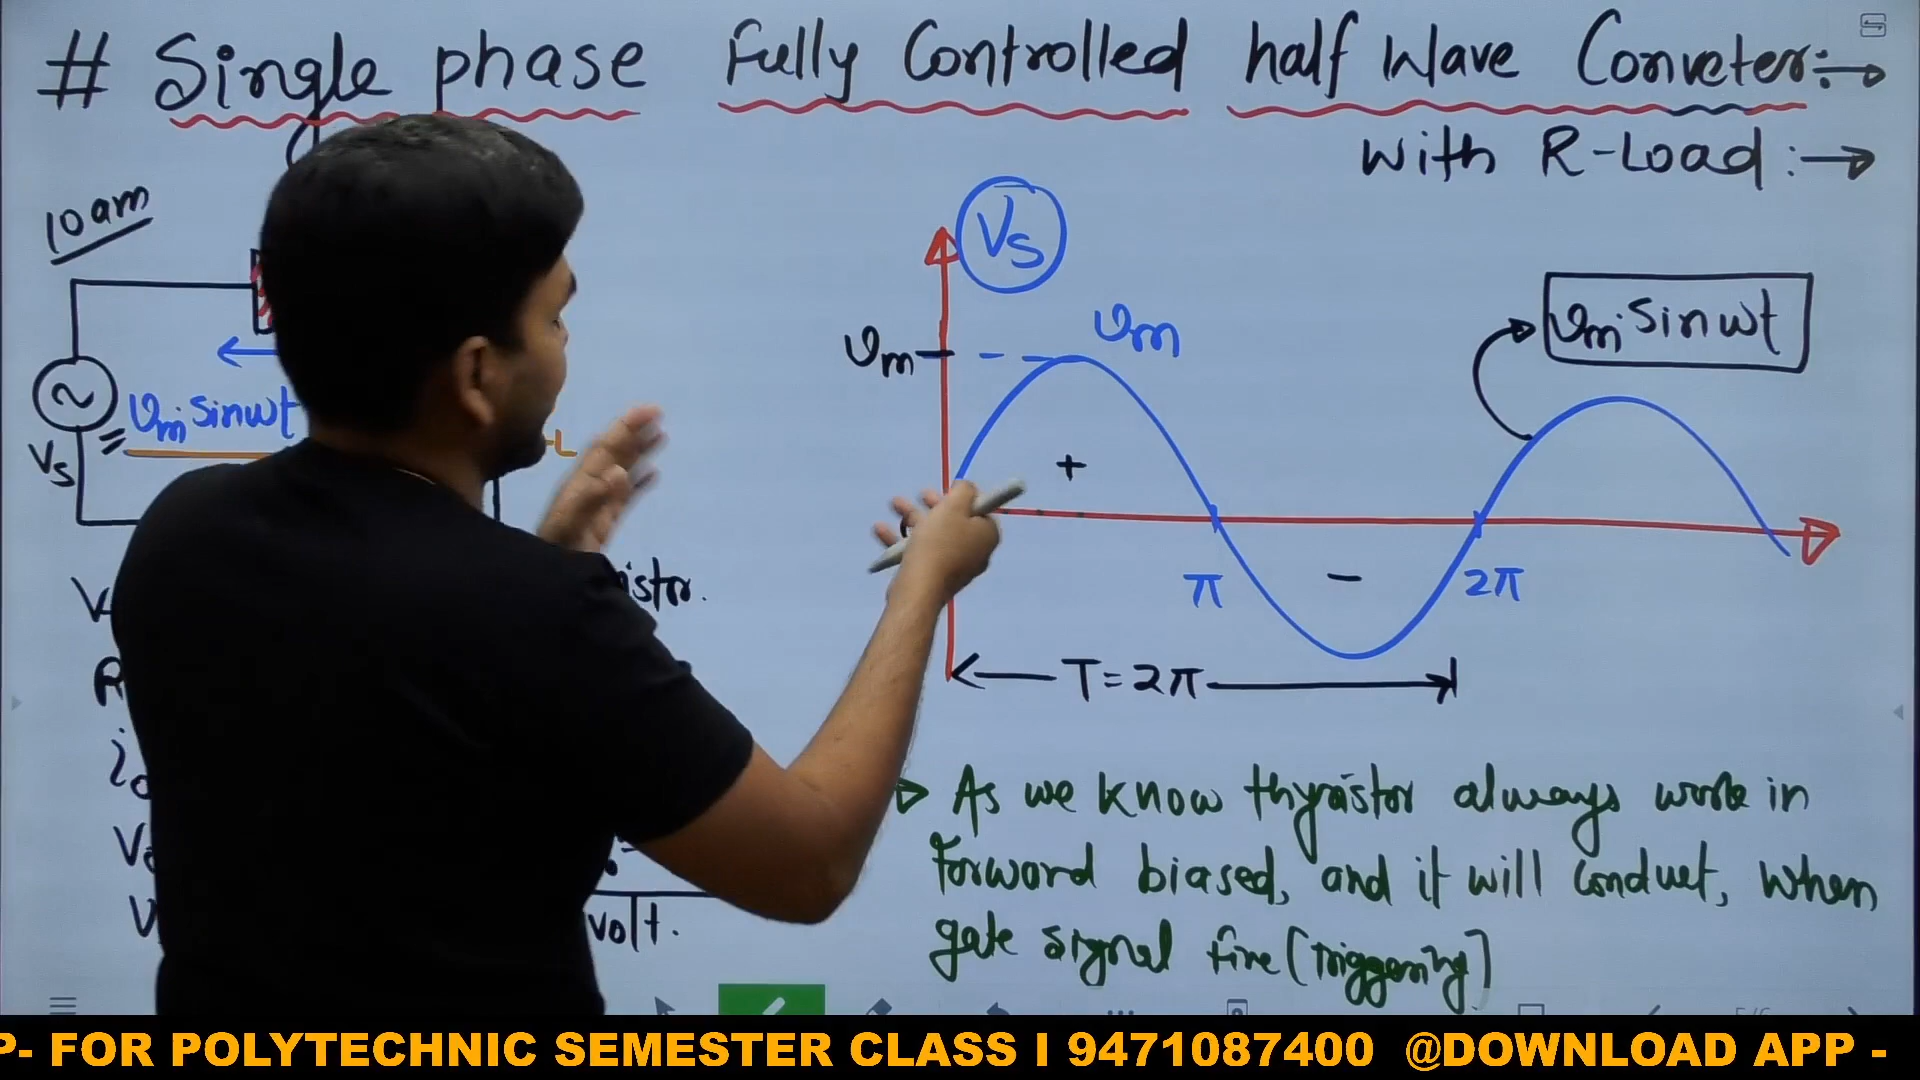 # Single phase Fully Controlled half Wave Conveter:→
With R-Load:→
10am
Vs
Vm
Vm
Vm sinwt
Vm sinwt
Vs
+
-
π
2π
T=2π
istor.
As we know thyristor always work in
Forward biased, and it will conduct, when
gate signal fire (Triggering)
volt.
P- FOR POLYTECHNIC SEMESTER CLASS I 9471087400 @DOWNLOAD APP -